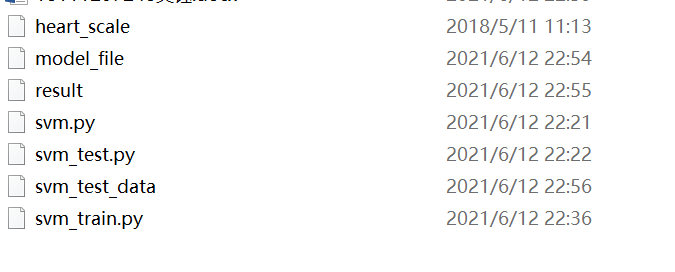 heart_scale 2018/5/11 11:13
model_file 2021/6/12 22:54
result 2021/6/12 22:55
svm.py 2021/6/12 22:21
svm_test.py 2021/6/12 22:22
svm_test_data 2021/6/12 22:56
svm_train.py 2021/6/12 22:36